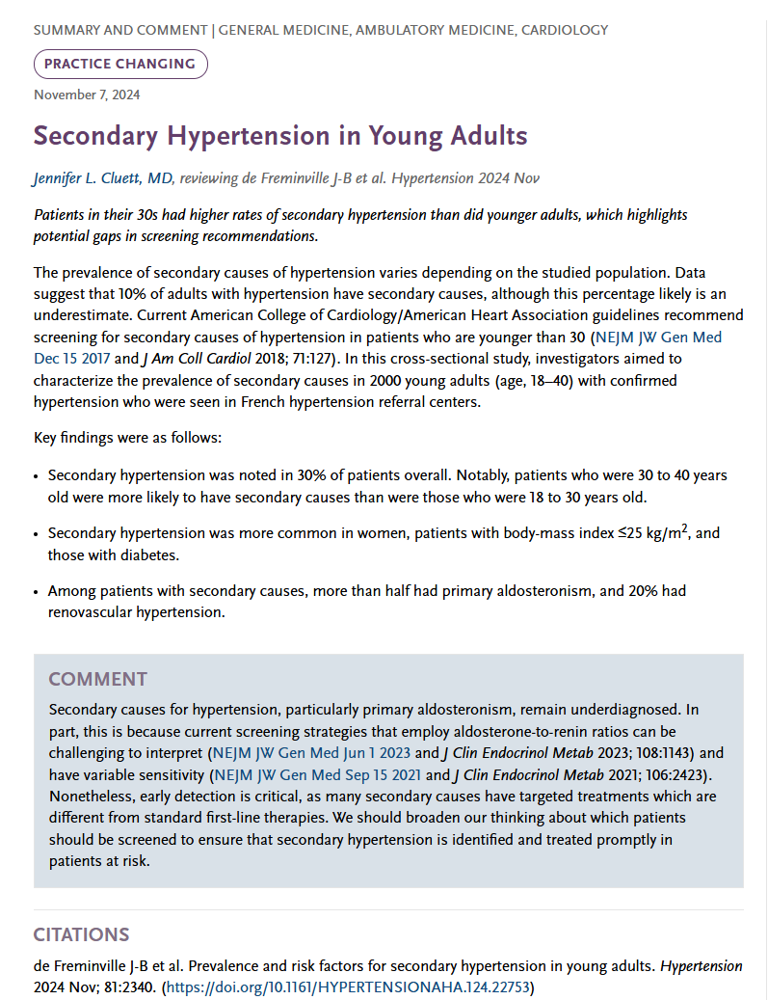 SUMMARY AND COMMENT | GENERAL MEDICINE, AMBULATORY MEDICINE, CARDIOLOGY
PRACTICE CHANGING
November 7, 2024
Secondary Hypertension in Young Adults
Jennifer L. Cluett, MD, reviewing de Freminville J-B et al. Hypertension 2024 Nov
Patients in their 30s had higher rates of secondary hypertension than did younger adults, which highlights
potential gaps in screening recommendations.
The prevalence of secondary causes of hypertension varies depending on the studied population. Data
suggest that 10% of adults with hypertension have secondary causes, although this percentage likely is an
underestimate. Current American College of Cardiology/American Heart Association guidelines recommend
screening for secondary causes of hypertension in patients who are younger than 30 (NEJM JW Gen Med
Dec 15 2017 and J Am Coll Cardiol 2018; 71:127). In this cross-sectional study, investigators aimed to
characterize the prevalence of secondary causes in 2000 young adults (age, 18–40) with confirmed
hypertension who were seen in French hypertension referral centers.
Key findings were as follows:
• Secondary hypertension was noted in 30% of patients overall. Notably, patients who were 30 to 40 years
old were more likely to have secondary causes than were those who were 18 to 30 years old.
• Secondary hypertension was more common in women, patients with body-mass index ≤25 kg/m², and
those with diabetes.
• Among patients with secondary causes, more than half had primary aldosteronism, and 20% had
renovascular hypertension.
COMMENT
Secondary causes for hypertension, particularly primary aldosteronism, remain underdiagnosed. In
part, this is because current screening strategies that employ aldosterone-to-renin ratios can be
challenging to interpret (NEJM JW Gen Med Jun 1 2023 and J Clin Endocrinol Metab 2023; 108:1143) and
have variable sensitivity (NEJM JW Gen Med Sep 15 2021 and J Clin Endocrinol Metab 2021; 106:2423).
Nonetheless, early detection is critical, as many secondary causes have targeted treatments which are
different from standard first-line therapies. We should broaden our thinking about which patients
should be screened to ensure that secondary hypertension is identified and treated promptly in
patients at risk.
CITATIONS
de Freminville J-B et al. Prevalence and risk factors for secondary hypertension in young adults. Hypertension
2024 Nov; 81:2340. (https://doi.org/10.1161/HYPERTENSIONAHA.124.22753)